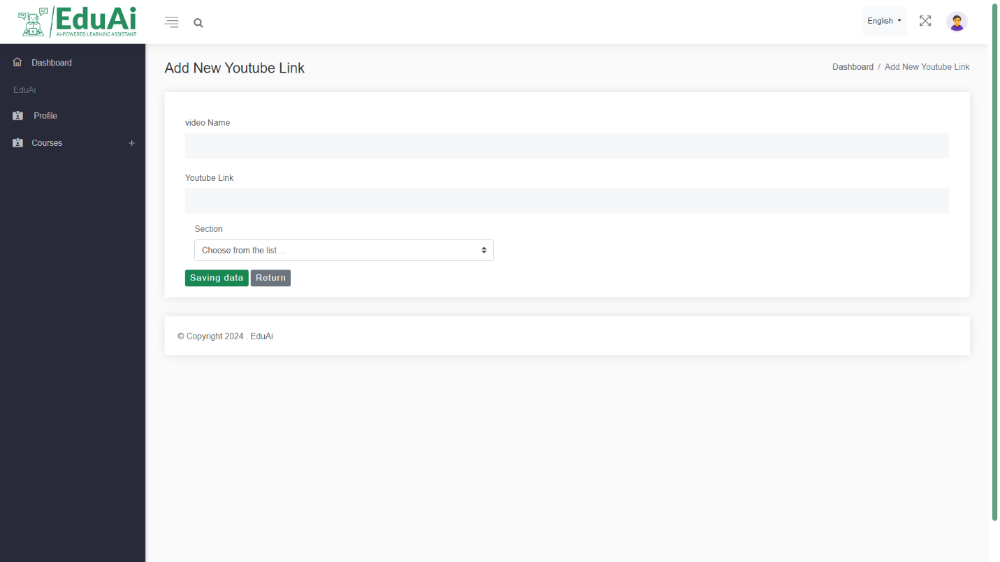 EduAi
AI-POWERED LEARNING ASSISTANT
English
Dashboard
EduAi
Profile
Courses
Add New Youtube Link
Dashboard / Add New Youtube Link
video Name
Youtube Link
Section
Choose from the list ...
Saving data Return
© Copyright 2024 . EduAi